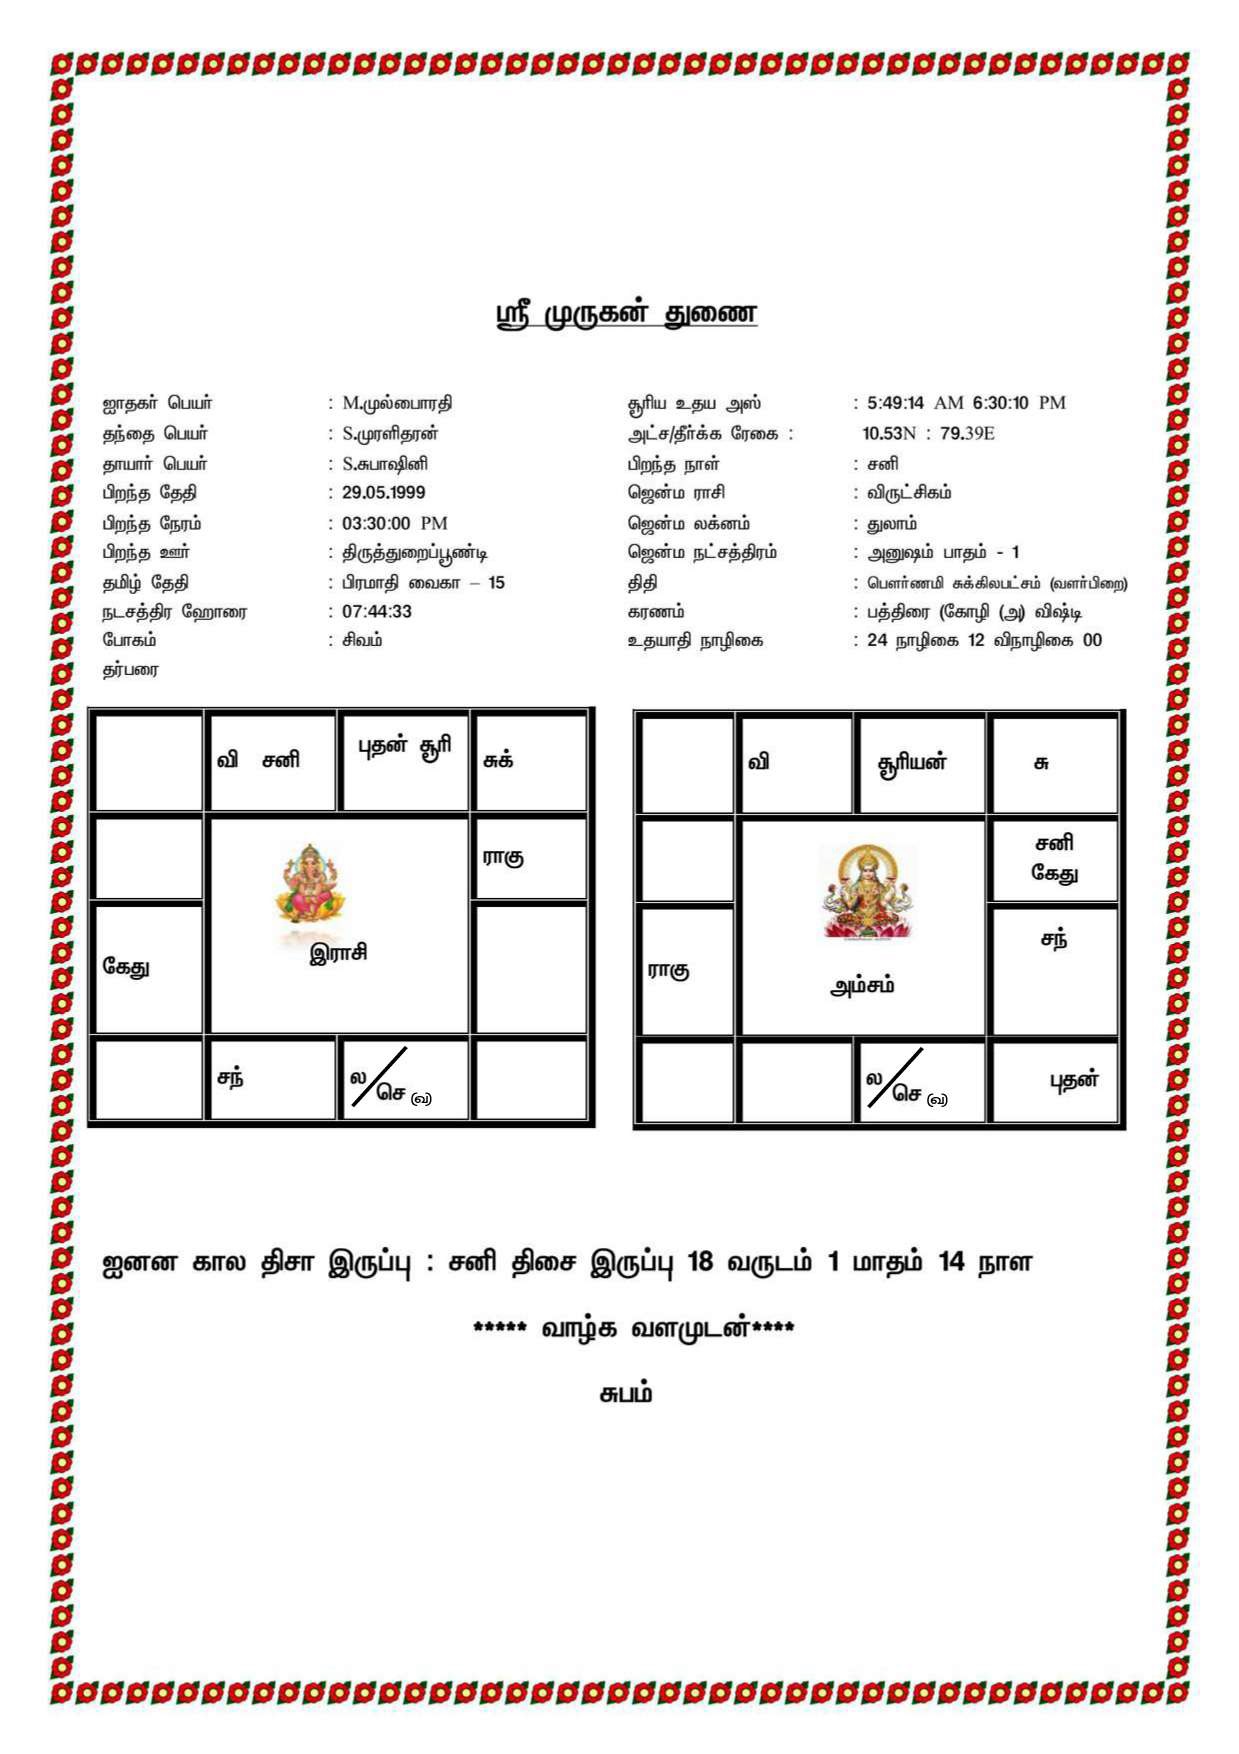 ஸ்ரீ முருகன் துணை
ஐாதகர் பெயர் : M.முல்பைாரதி
தந்தை பெயர் : S.முரளிதரன்
தாயார் பெயர் : S.சுபாஷினி
பிறந்த தேதி : 29.05.1999
பிறந்த நேரம் : 03:30:00 PM
பிறந்த ஊர் : திருத்துறைப்பூண்டி
தமிழ் தேதி : பிரமாதி வைகா – 15
நடசத்திர ஹோரை : 07:44:33
போகம் : சிவம்
தர்பரை
சூரிய உதய அஸ் : 5:49:14 AM 6:30:10 PM
அட்ச/தீர்க்க ரேகை : 10.53N : 79.39E
பிறந்த நாள் : சனி
ஜென்ம ராசி : விருட்சிகம்
ஜென்ம லக்னம் : துலாம்
ஜென்ம நட்சத்திரம் : அனுஷம் பாதம் - 1
திதி : பௌர்ணமி சுக்கிலபட்சம் (வளர்பிறை)
கரணம் : பத்திரை (கோழி (அ) விஷ்டி
உதயாதி நாழிகை : 24 நாழிகை 12 விநாழிகை 00
வி சனி
புதன் சூரி
சுக்
ராகு
இராசி
கேது
சந்
ல/செ (வ)
வி
சூரியன்
சு
சனி
கேது
சந்
ராகு
அம்சம்
ல/செ (வ)
புதன்
ஐனன கால திசா இருப்பு : சனி திசை இருப்பு 18 வருடம் 1 மாதம் 14 நாள
***** வாழ்க வளமுடன்****
சுபம்